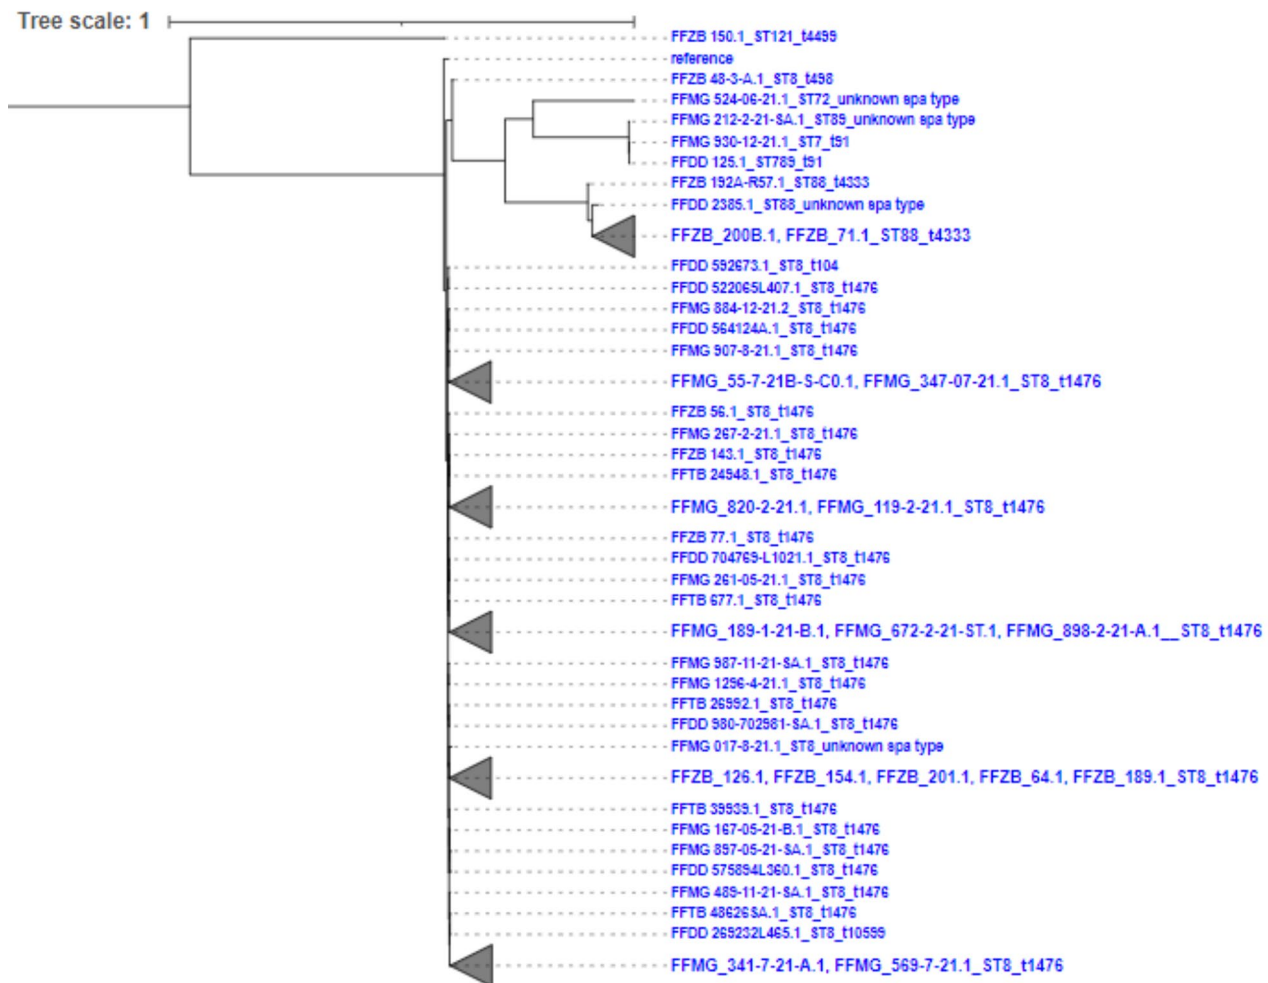 Tree scale: 1
FFZB 150.1_ST121_t4499
reference
FFZB 48-3-A.1_ST8_t498
FFMG 524-06-21.1_ST72_unknown spa type
FFMG 212-2-21-SA.1_ST89_unknown spa type
FFMG 930-12-21.1_ST7_t91
FFDD 125.1_ST789_t91
FFZB 192A-R57.1_ST88_t4333
FFDD 2385.1_ST88_unknown spa type
FFZB_200B.1, FFZB_71.1_ST88_t4333
FFDD 592673.1_ST8_t104
FFDD 522065L407.1_ST8_t1476
FFMG 884-12-21.2_ST8_t1476
FFDD 564124A.1_ST8_t1476
FFMG 907-8-21.1_ST8_t1476
FFMG_55-7-21B-S-C0.1, FFMG_347-07-21.1_ST8_t1476
FFZB 56.1_ST8_t1476
FFMG 267-2-21.1_ST8_t1476
FFZB 143.1_ST8_t1476
FFTB 24948.1_ST8_t1476
FFMG_820-2-21.1, FFMG_119-2-21.1_ST8_t1476
FFZB 77.1_ST8_t1476
FFDD 704769-L1021.1_ST8_t1476
FFMG 261-05-21.1_ST8_t1476
FFTB 677.1_ST8_t1476
FFMG_189-1-21-B.1, FFMG_672-2-21-ST.1, FFMG_898-2-21-A.1__ST8_t1476
FFMG 987-11-21-SA.1_ST8_t1476
FFMG 1296-4-21.1_ST8_t1476
FFTB 26992.1_ST8_t1476
FFDD 980-702981-SA.1_ST8_t1476
FFMG 017-8-21.1_ST8_unknown spa type
FFZB_126.1, FFZB_154.1, FFZB_201.1, FFZB_64.1, FFZB_189.1_ST8_t1476
FFTB 39939.1_ST8_t1476
FFMG 167-05-21-B.1_ST8_t1476
FFMG 897-05-21-SA.1_ST8_t1476
FFDD 575894L360.1_ST8_t1476
FFMG 489-11-21-SA.1_ST8_t1476
FFTB 48626SA.1_ST8_t1476
FFDD 269232L465.1_ST8_t10599
FFMG_341-7-21-A.1, FFMG_569-7-21.1_ST8_t1476